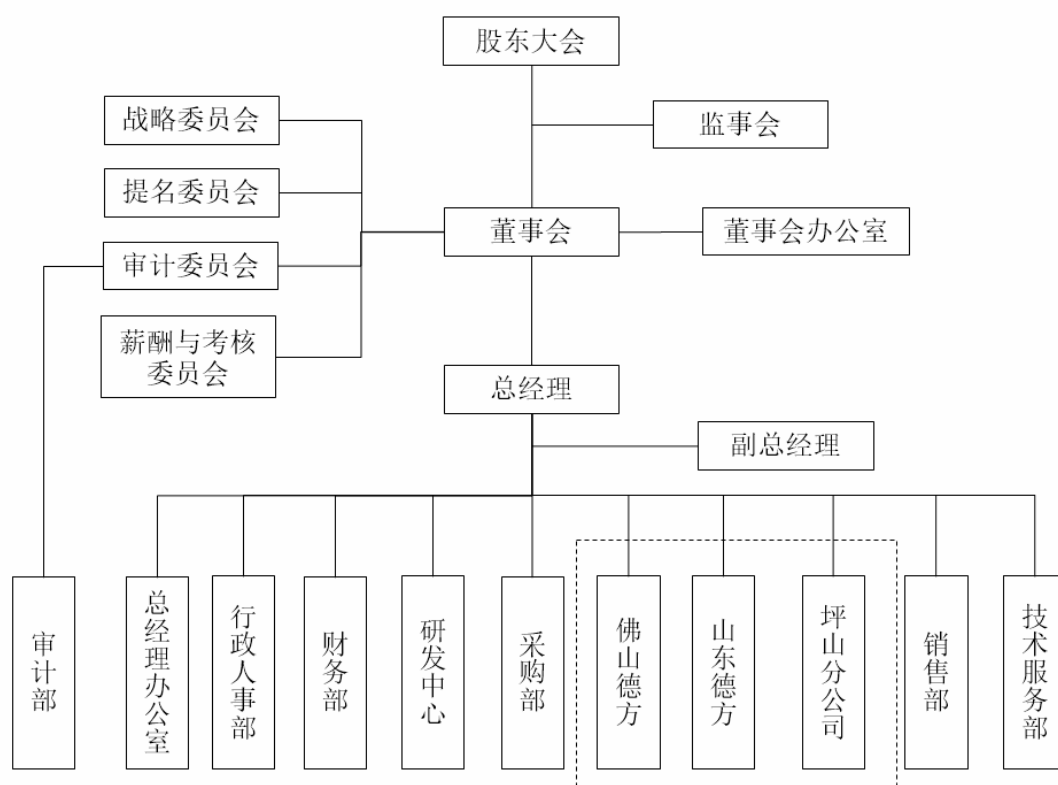 股东大会
战略委员会
监事会
提名委员会
董事会
董事会办公室
审计委员会
薪酬与考核
委员会
总经理
副总经理
审计部
总经理办公室
行政人事部
财务部
研发中心
采购部
佛山德方
山东德方
坪山分公司
销售部
技术服务部